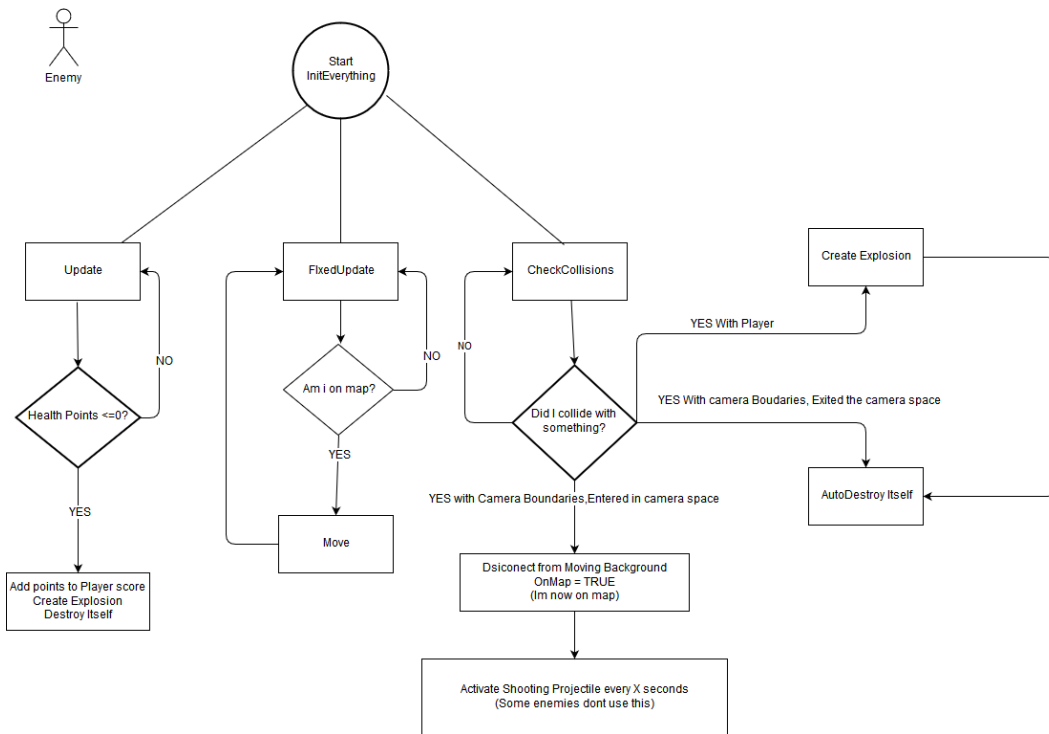 Enemy
Start
InitEverything
Update
FIxedUpdate
CheckCollisions
Create Explosion
YES With Player
NO
NO
NO
Health Points <=0?
Am i on map?
Did I collide with
something?
YES With camera Boudaries, Exited the camera space
YES
YES
YES with Camera Boundaries,Entered in camera space
AutoDestroy Itself
Move
Add points to Player score
Create Explosion
Destroy Itself
Dsiconect from Moving Background
OnMap = TRUE
(Im now on map)
Activate Shooting Projectile every X seconds
(Some enemies dont use this)